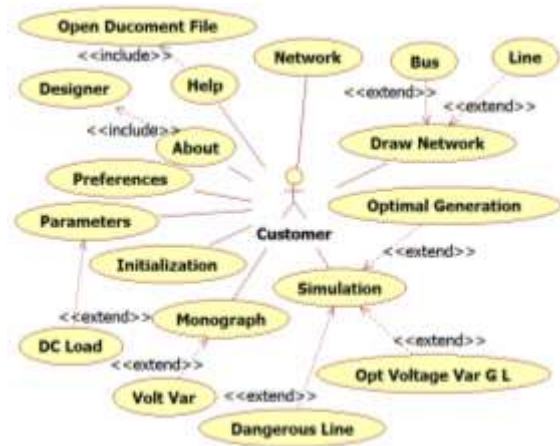 Open Ducoment File
<<include>>
Network
Bus
Line
Designer
Help
<<extend>>
<<extend>>
<<include>>
About
Draw Network
Preferences
Parameters
Optimal Generation
Customer
Initialization
<<extend>>
Simulation
<<extend>>
Monograph
DC Load
<<extend>>
<<extend>>
Opt Voltage Var G L
Volt Var
<<extend>>
Dangerous Line